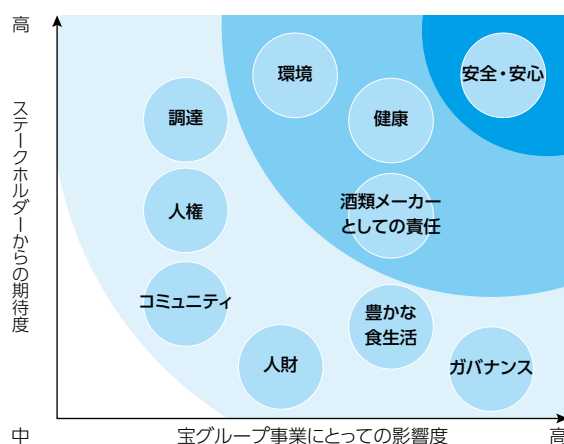 高
ステークホルダーからの期待度
環境
安全・安心
調達
健康
人権
酒類メーカー
としての責任
コミュニティ
豊かな
食生活
人財
ガバナンス
中
宝グループ事業にとっての影響度
高